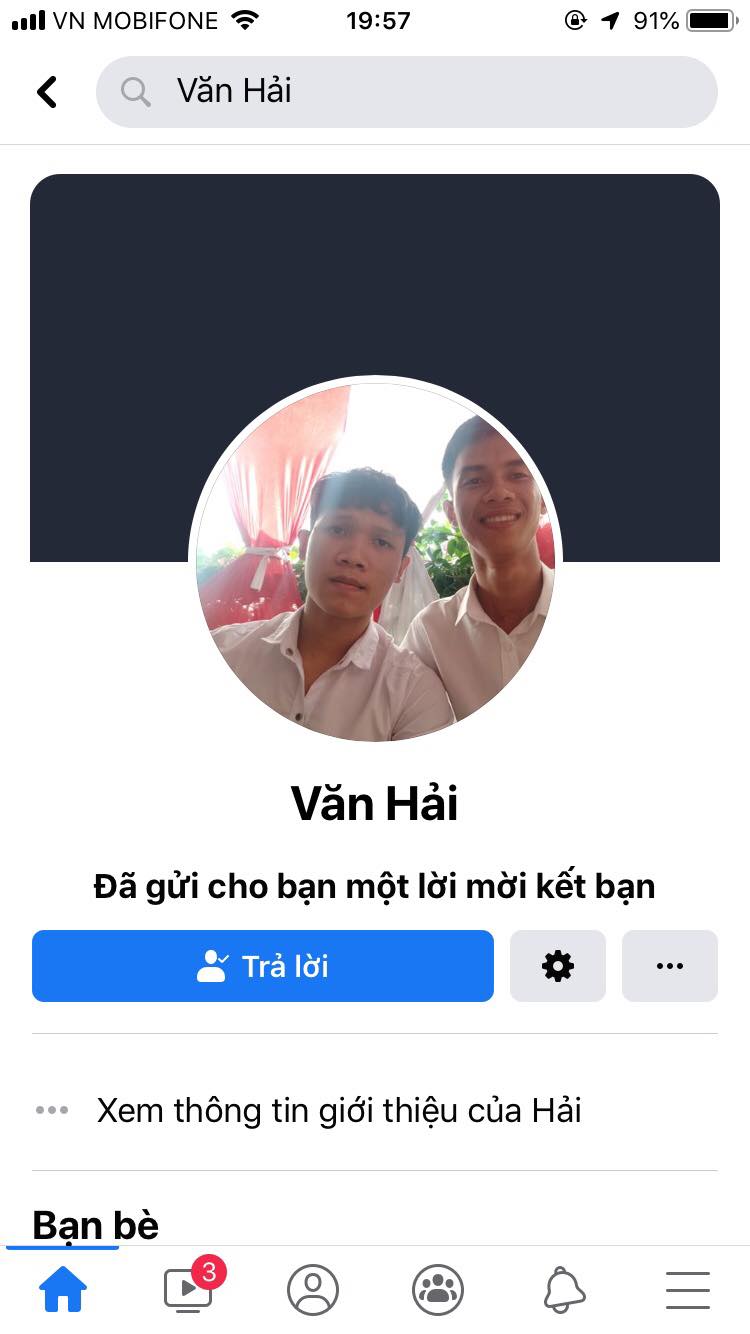 VN MOBIFONE 19:57 91%
Văn Hải
Văn Hải
Đã gửi cho bạn một lời mời kết bạn
Trả lời
Xem thông tin giới thiệu của Hải
Bạn bè
3